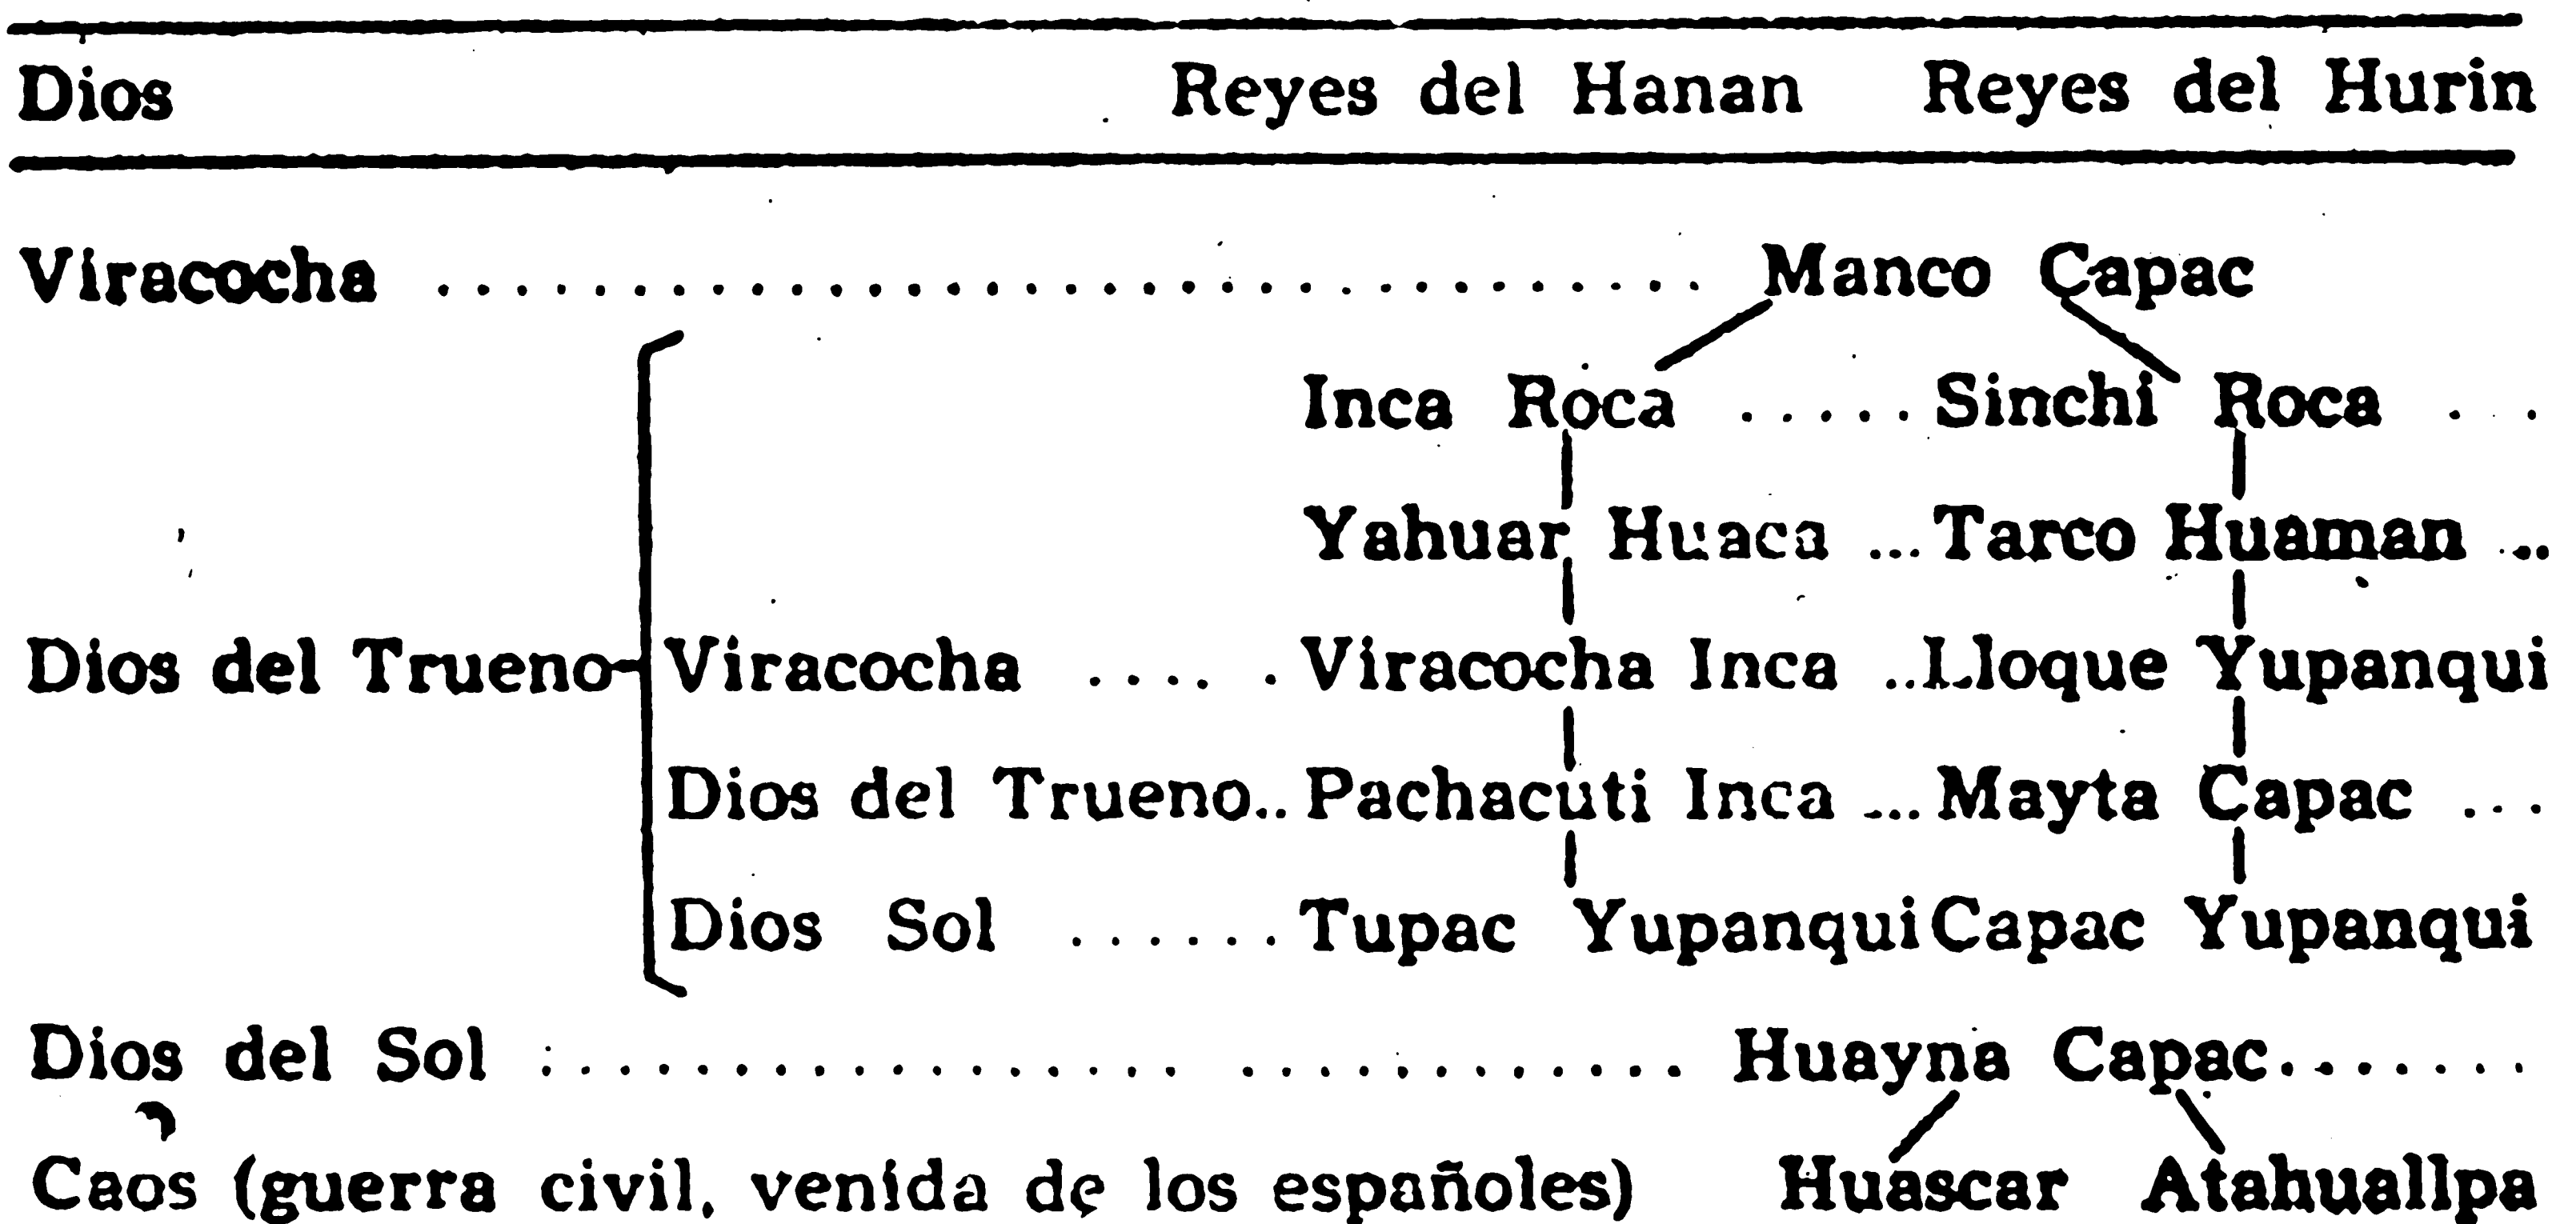 Dios Reyes del Hanan Reyes del Hurin
Viracocha ................................. Manco Capac
Inca Roca ..... Sinchi Roca . . .
Yahuar Huaca ... Tarco Huaman ...
Dios del Trueno Viracocha ..... Viracocha Inca .. Lloque Yupanqui
Dios del Trueno.. Pachacuti Inca ... Mayta Capac ...
Dios Sol ...... Tupac Yupanqui Capac Yupanqui
Dios del Sol ............................. Huayna Capac.......
Caos (guerra civil, venida de los españoles) Huascar Atahuallpa